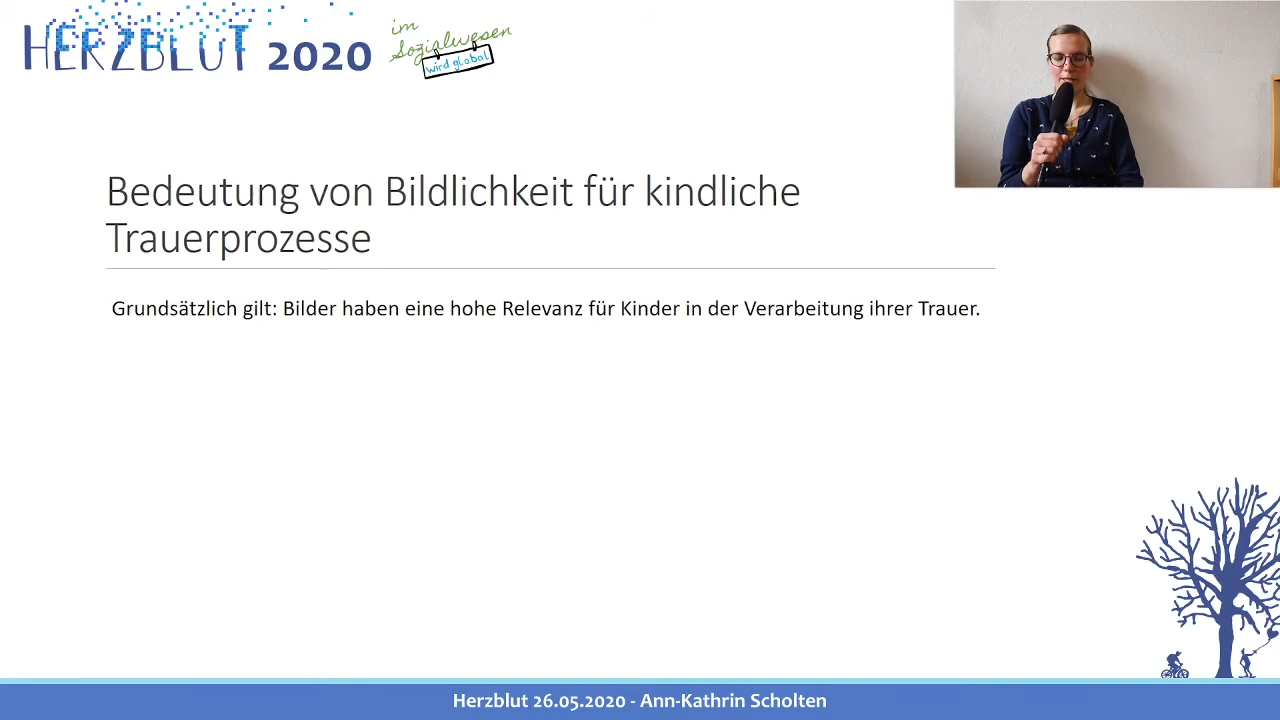 HERZBLUT 2020
im
Sozialwesen
wird global
Bedeutung von Bildlichkeit für kindliche
Trauerprozesse
Grundsätzlich gilt: Bilder haben eine hohe Relevanz für Kinder in der Verarbeitung ihrer Trauer.
Herzblut 26.05.2020 - Ann-Kathrin Scholten